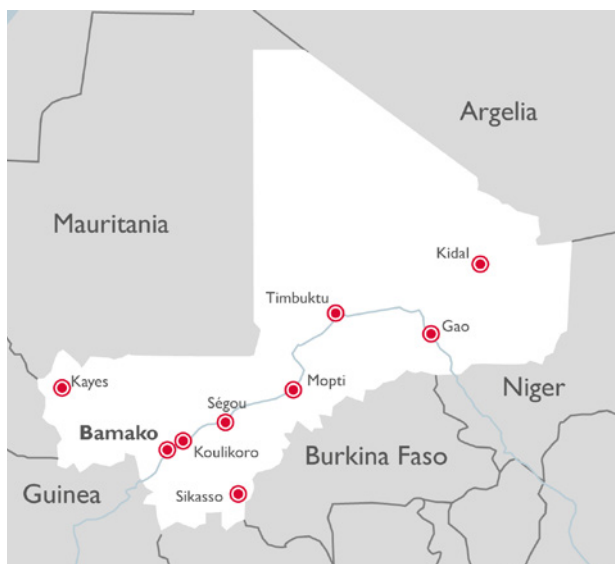 Argelia
Mauritania
Kidal
Timbuktu
Gao
Kayes
Mopti
Niger
Ségou
Bamako
Koulikoro
Burkina Faso
Guinea
Sikasso